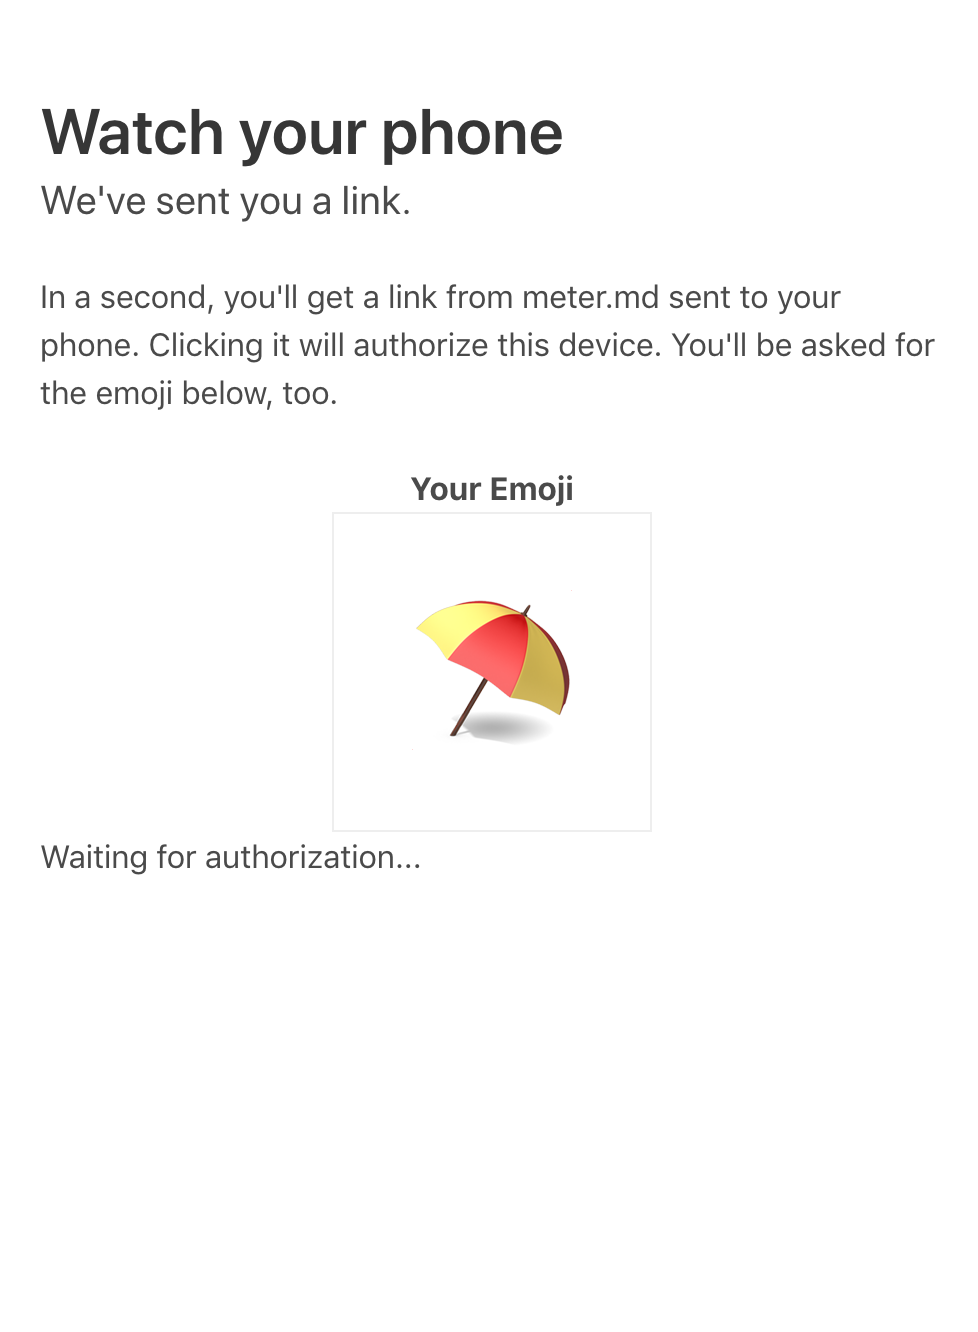 Watch your phone
We've sent you a link.
In a second, you'll get a link from meter.md sent to your
phone. Clicking it will authorize this device. You'll be asked for
the emoji below, too.
Your Emoji
Waiting for authorization...